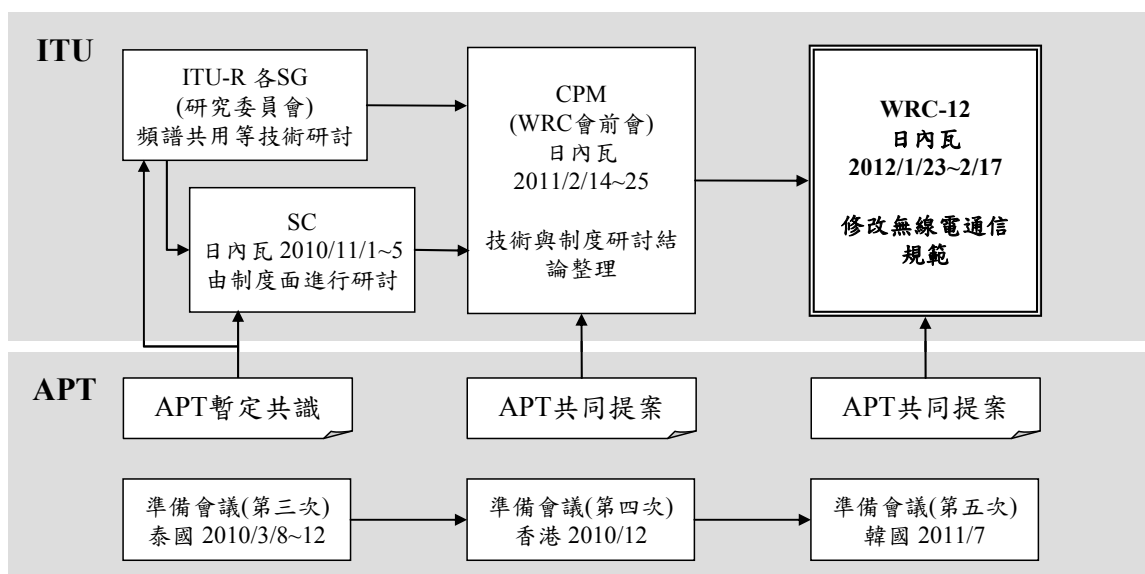 ITU
ITU-R 各SG
(研究委員會)
頻譜共用等技術研討
SC
日內瓦 2010/11/1~5
由制度面進行研討
CPM
(WRC會前會)
日內瓦
2011/2/14~25
技術與制度研討結
論整理
WRC-12
日內瓦
2012/1/23~2/17
修改無線電通信
規範
APT
APT暫定共識
APT共同提案
APT共同提案
準備會議(第三次)
泰國 2010/3/8~12
準備會議(第四次)
香港 2010/12
準備會議(第五次)
韓國 2011/7